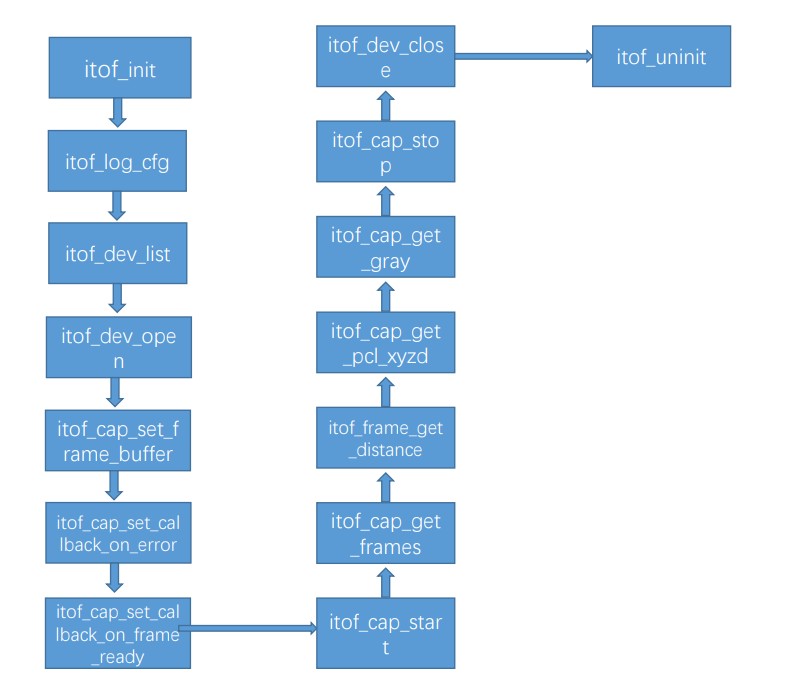 itof_init
itof_log_cfg
itof_dev_list
itof_dev_ope
n
itof_cap_set_f
rame_buffer
itof_cap_set_cal
lback_on_error
itof_cap_set_cal
lback_on_frame
_ready
itof_cap_star
t
itof_cap_get
_frames
itof_frame_get
_distance
itof_cap_get
_pcl_xyzd
itof_cap_get
_gray
itof_cap_sto
p
itof_dev_clos
e
itof_uninit